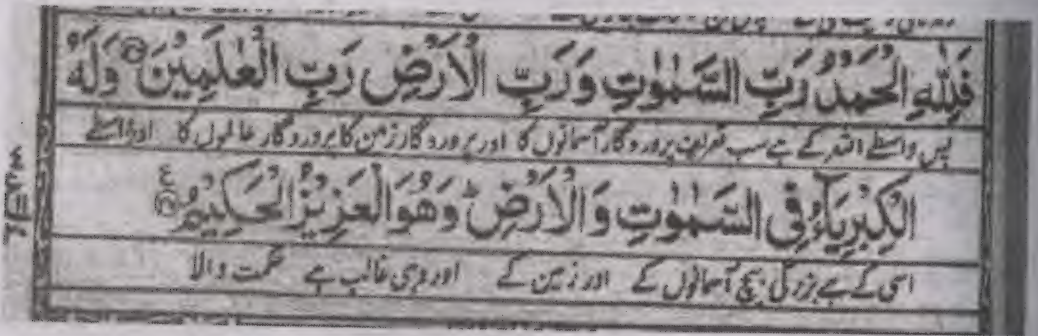 فَلِلّٰهِ الْحَمْدُ رَبِّ السَّمٰوٰتِ وَرَبِّ الْاَرْضِ رَبِّ الْعٰلَمِيْنَ ۝ وَلَهُ
پس واسطے اللہ کے ہے سب تعریف پروردگار آسمانوں کا اور پروردگار زمین کا پروردگار عالموں کا اور واسطے
الْكِبْرِيَآءُ فِى السَّمٰوٰتِ وَالْاَرْضِ ۖ وَهُوَ الْعَزِيْزُ الْحَكِيْمُ ۝
اسی کے ہے بزرگی بیچ آسمانوں کے اور زمین کے اور وہی غالب ہے حکمت والا